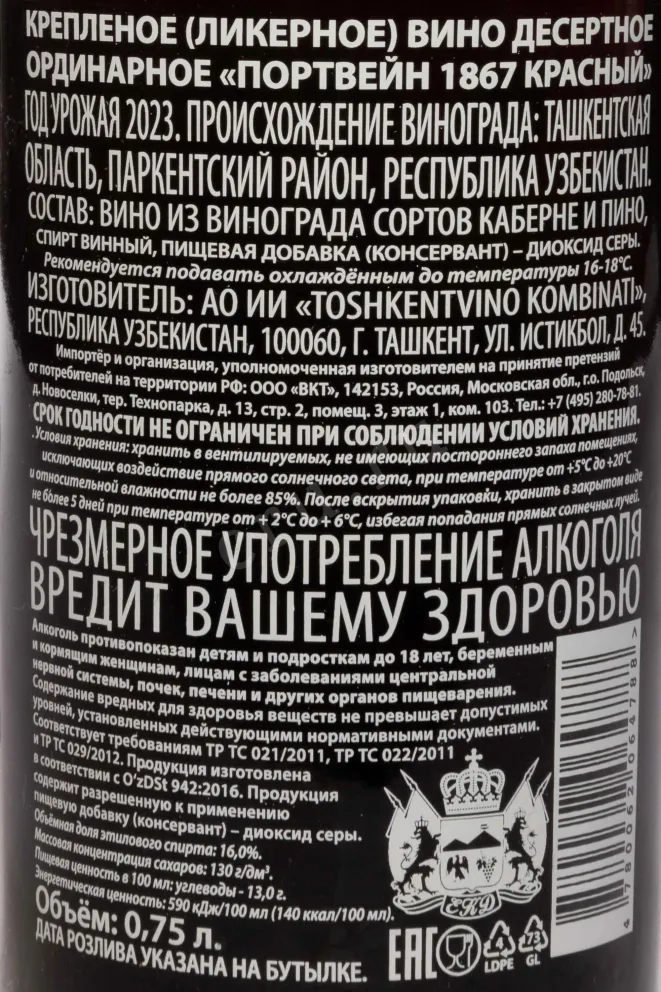 КРЕПЛЕНОЕ (ЛИКЕРНОЕ) ВИНО ДЕСЕРТНОЕ
ОРДИНАРНОЕ «ПОРТВЕЙН 1867 КРАСНЫЙ»
ГОД УРОЖАЯ 2023. ПРОИСХОЖДЕНИЕ ВИНОГРАДА: ТАШКЕНТСКАЯ
ОБЛАСТЬ, ПАРКЕНТСКИЙ РАЙОН, РЕСПУБЛИКА УЗБЕКИСТАН.
СОСТАВ: ВИНО ИЗ ВИНОГРАДА СОРТОВ КАБЕРНЕ И ПИНО,
СПИРТ ВИННЫЙ, ПИЩЕВАЯ ДОБАВКА (КОНСЕРВАНТ) – ДИОКСИД СЕРЫ.
Рекомендуется подавать охлаждённым до температуры 16-18°C.
ИЗГОТОВИТЕЛЬ: АО ИИ «TOSHKENTVINO KOMBINATI»,
РЕСПУБЛИКА УЗБЕКИСТАН, 100060, Г. ТАШКЕНТ, УЛ. ИСТИКБОЛ, Д. 45.
Импортёр и организация, уполномоченная изготовителем на принятие претензий
от потребителей на территории РФ: ООО «ВКТ», 142153, Россия, Московская обл., г.о. Подольск,
д. Новоселки, тер. Технопарка, д. 13, стр. 2, помещ. 3, этаж 1, ком. 103. Тел.: +7 (495) 280-78-81.
СРОК ГОДНОСТИ НЕ ОГРАНИЧЕН ПРИ СОБЛЮДЕНИИ УСЛОВИЙ ХРАНЕНИЯ.
Условия хранения: хранить в вентилируемых, не имеющих постороннего запаха помещениях,
исключающих воздействие прямого солнечного света, при температуре от +5°C до +20°C
и относительной влажности не более 85%. После вскрытия упаковки, хранить в закрытом виде
не более 5 дней при температуре от + 2°C до + 6°C, избегая попадания прямых солнечных лучей.
ЧРЕЗМЕРНОЕ УПОТРЕБЛЕНИЕ АЛКОГОЛЯ
ВРЕДИТ ВАШЕМУ ЗДОРОВЬЮ
Алкоголь противопоказан детям и подросткам до 18 лет, беременным
и кормящим женщинам, лицам с заболеваниями центральной
нервной системы, почек, печени и других органов пищеварения.
Содержание вредных для здоровья веществ не превышает допустимых
уровней, установленных действующими нормативными документами.
Соответствует требованиям ТР ТС 021/2011, ТР ТС 022/2011
и ТР ТС 029/2012. Продукция изготовлена
в соответствии с O'zDSt 942:2016. Продукция
содержит разрешенную к применению
пищевую добавку (консервант) – диоксид серы.
Объёмная доля этилового спирта: 16,0%.
Массовая концентрация сахаров: 130 г/дм³.
Пищевая ценность в 100 мл: углеводы - 13,0 г.
Энергетическая ценность: 590 кДж/100 мл (140 ккал/100 мл).
Объём: 0,75 л.
ДАТА РОЗЛИВА УКАЗАНА НА БУТЫЛКЕ.
ЕКД
EAC
4
LDPE
73
GL
4 780062 064788 >